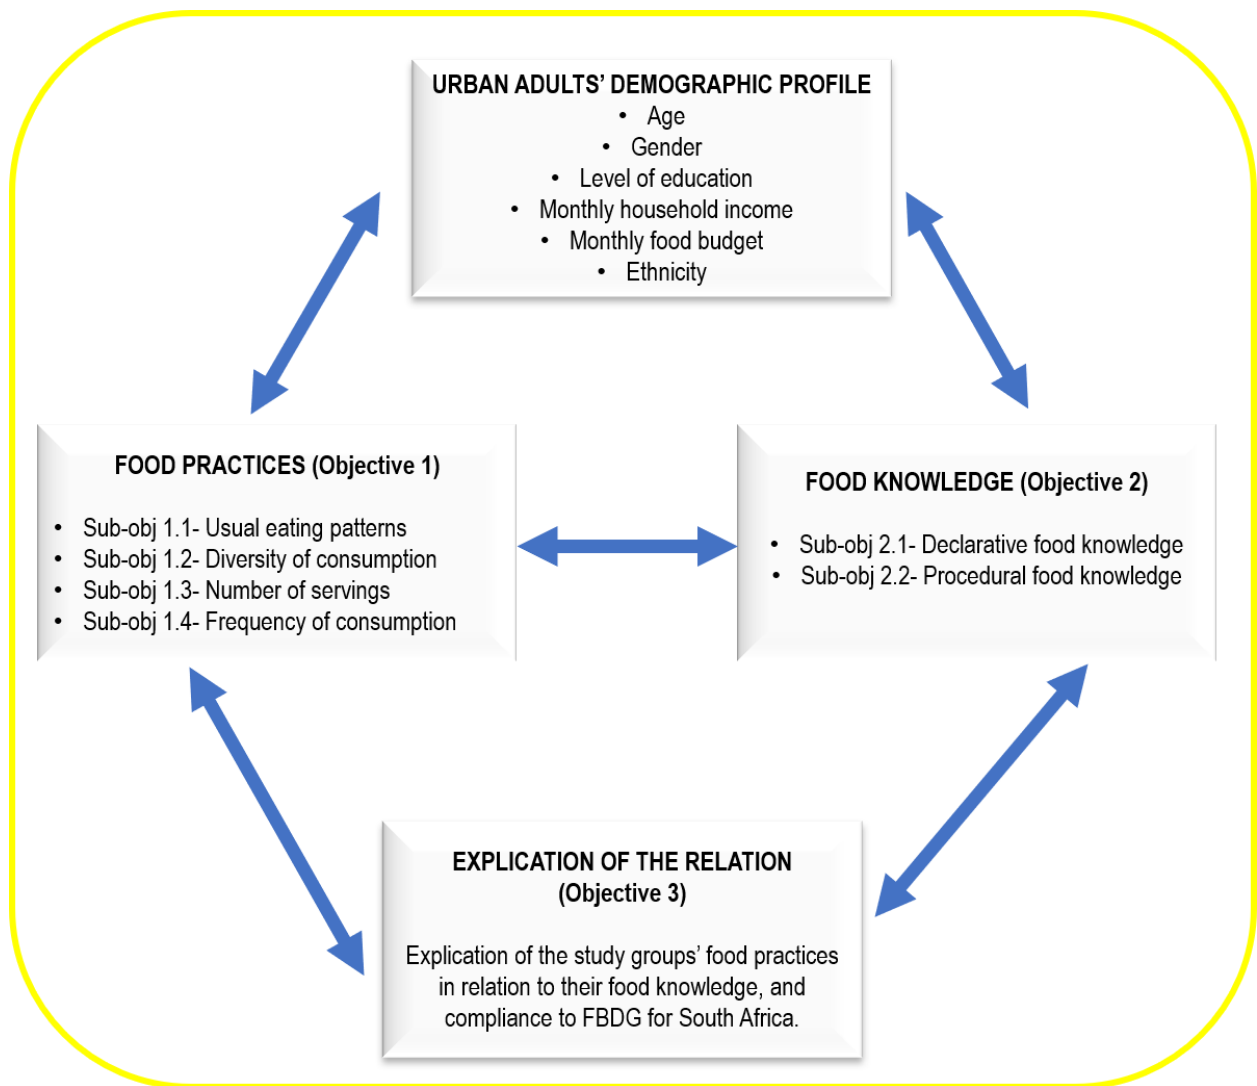 URBAN ADULTS’ DEMOGRAPHIC PROFILE
• Age
• Gender
• Level of education
• Monthly household income
• Monthly food budget
• Ethnicity
FOOD PRACTICES (Objective 1)
• Sub-obj 1.1- Usual eating patterns
• Sub-obj 1.2- Diversity of consumption
• Sub-obj 1.3- Number of servings
• Sub-obj 1.4- Frequency of consumption
FOOD KNOWLEDGE (Objective 2)
• Sub-obj 2.1- Declarative food knowledge
• Sub-obj 2.2- Procedural food knowledge
EXPLICATION OF THE RELATION
(Objective 3)
Explication of the study groups’ food practices
in relation to their food knowledge, and
compliance to FBDG for South Africa.